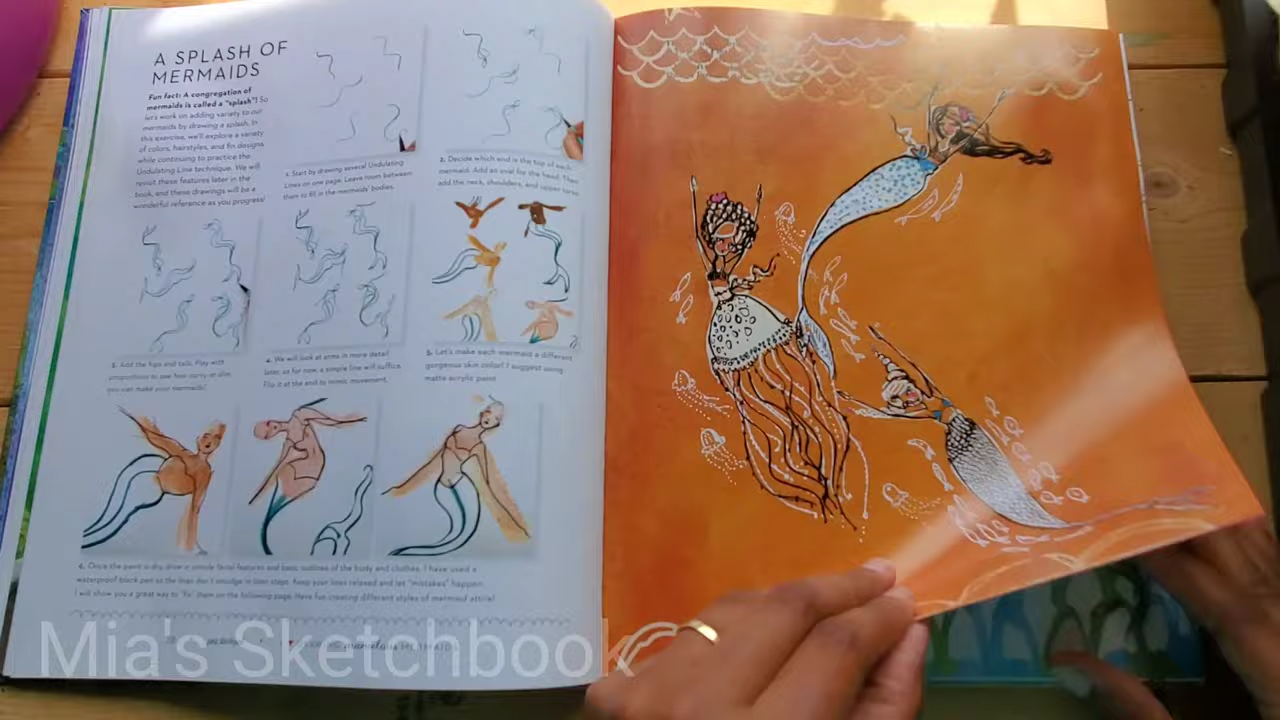 A SPLASH OF
MERMAIDS
Fun fact: A congregation of
mermaids is called a "splash"! So
let's work on adding variety to our
mermaids by drawing a splash. In
this exercise, we'll explore a variety
of colors, hairstyles, and fin designs
while continuing to practice the
Undulating Line technique. We will
revisit these features later in the
book, and these drawings will be a
wonderful reference as you progress!
1. Start by drawing several Undulating
Lines on one page. Leave room between
them to fill in the mermaids' bodies.
2. Decide which end is the top of each
mermaid. Add an oval for the head. Then
add the neck, shoulders, and upper torso.
3. Add the hips and tails. Play with
proportions to see how curvy or slim
you can make your mermaids!
4. We will look at arms in more detail
later, so for now, a simple line will suffice.
Flip it at the end to mimic movement.
5. Let's make each mermaid a different
gorgeous skin color! I suggest using
matte acrylic paint.
6. Once the paint is dry, draw in simple facial features and basic outlines of the body and clothes. I have used a
waterproof black pen so the lines don't smudge in later steps. Keep your lines relaxed and let "mistakes" happen.
I will show you a great way to "fix" them on the following page. Have fun creating different styles of mermaid attire!
marvelous MERMAIDS
Mia's Sketchbook